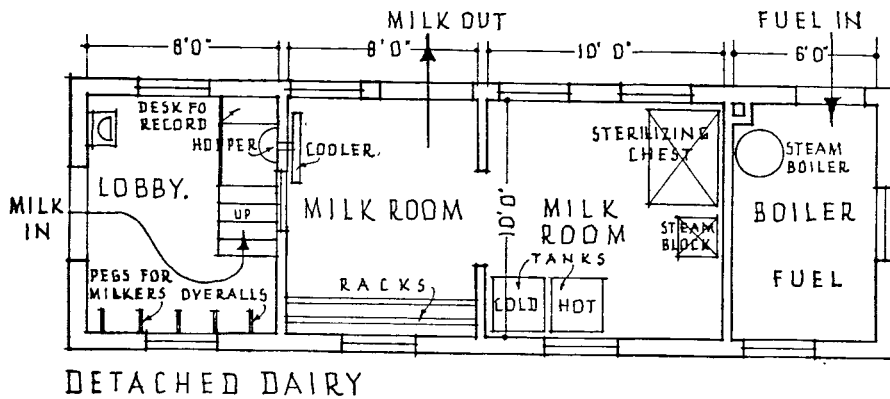 MILK OUT
FUEL IN
8'0" 8'0" 10'0" 6'0"
DESK FO
RECORD
HOPPER
COOLER.
STERILIZING
CHEST
STEAM
BOILER
LOBBY.
MILK
IN
UP
MILK ROOM
10'0"
MILK
ROOM
STEAM
BLOCK
BOILER
FUEL
TANKS
COLD HOT
PEGS FOR
MILKERS OVERALLS
RACKS
DETACHED DAIRY